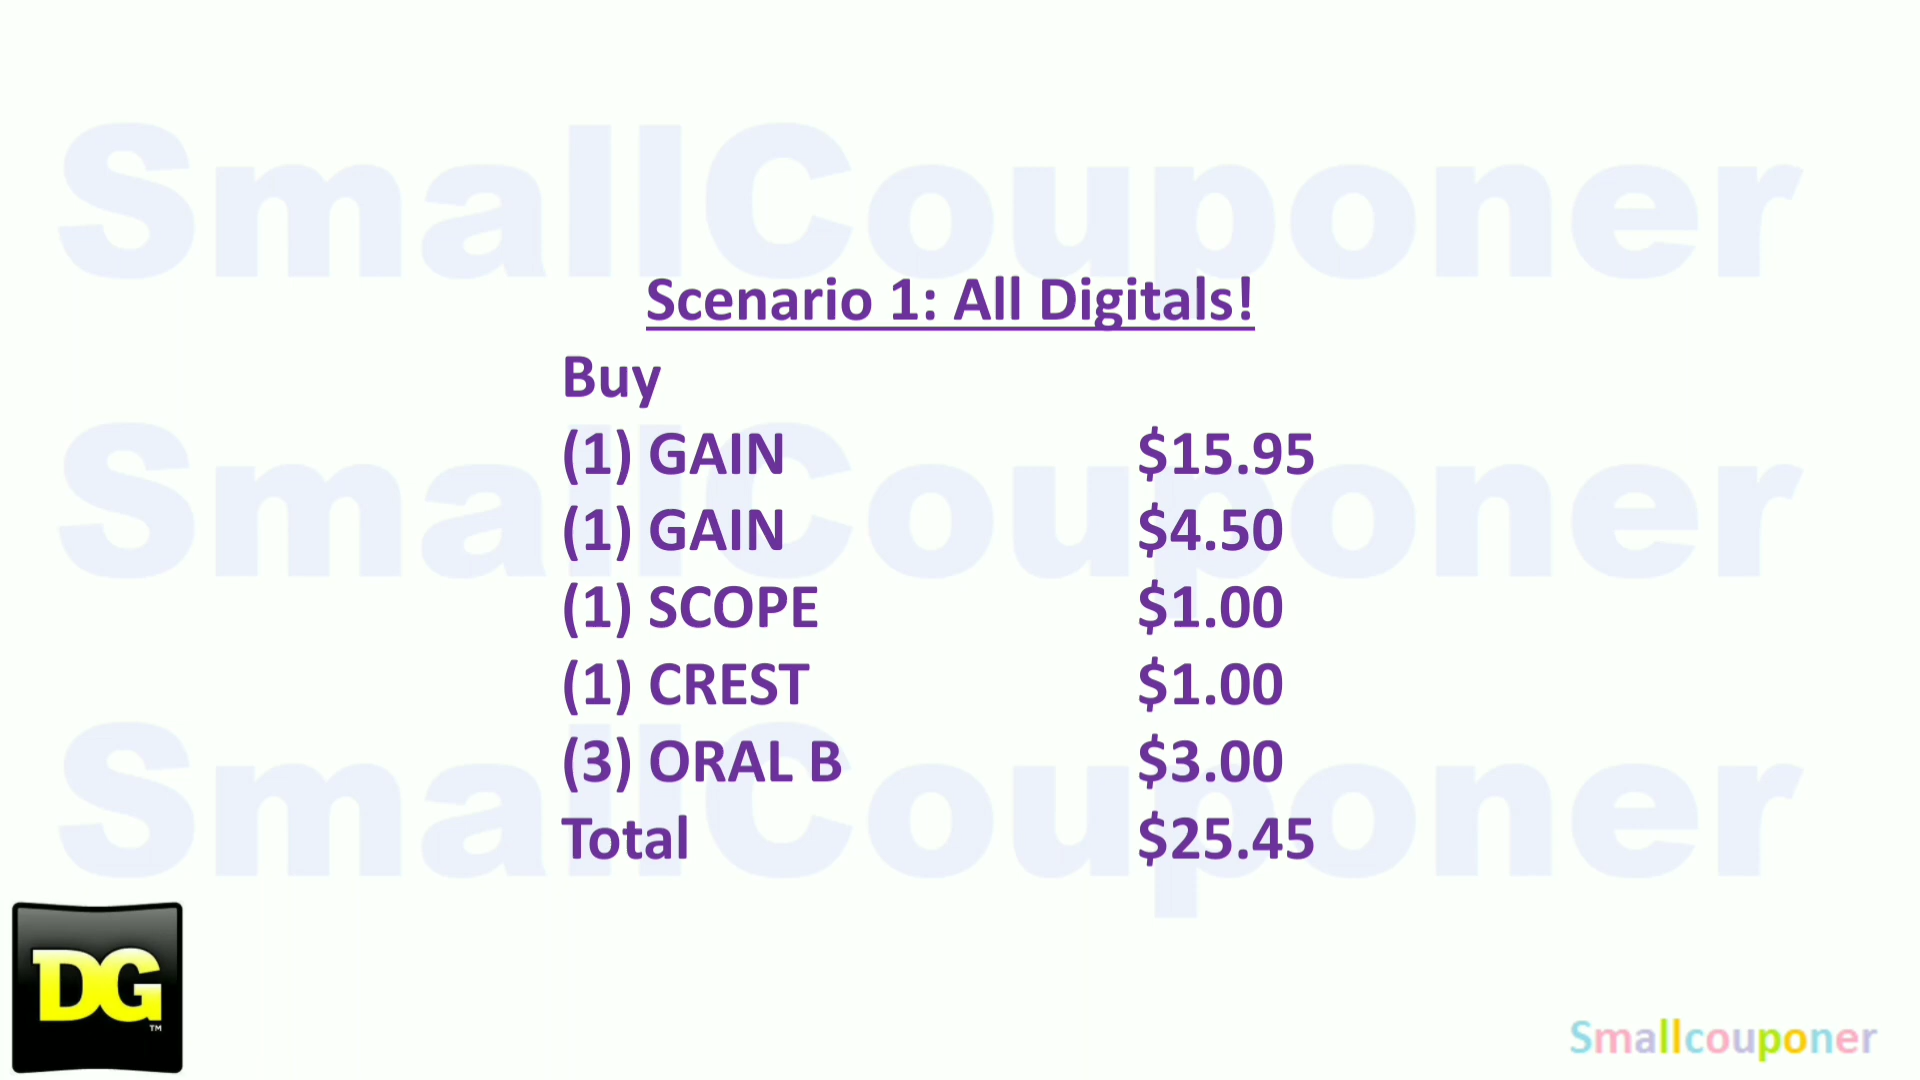 SmallCouponer
Scenario 1: All Digitals!
Buy
(1) GAIN $15.95
SmallCouponer
(1) GAIN $4.50
(1) SCOPE $1.00
(1) CREST $1.00
(3) ORAL B $3.00
SmallCouponer
Total $25.45
DG™
Smallcouponer